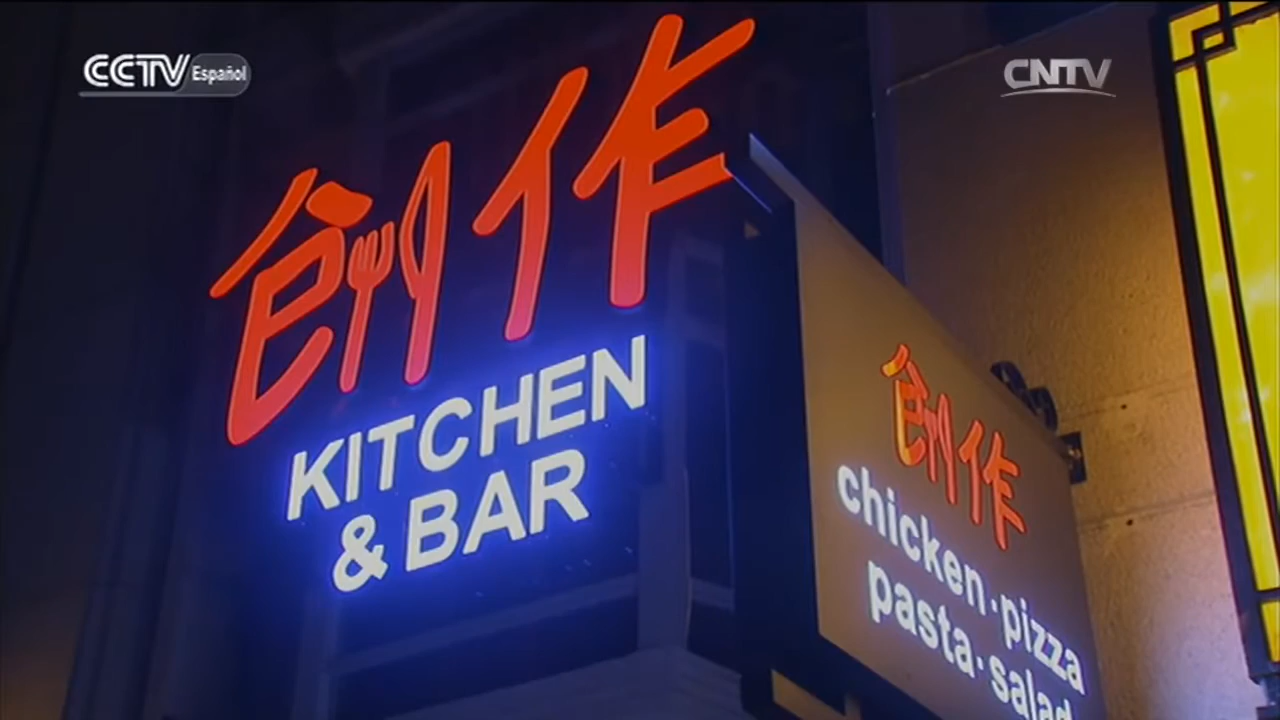 CCTV Español
CNTV
創作
KITCHEN
& BAR
創作
chicken·pizza
pasta·salad